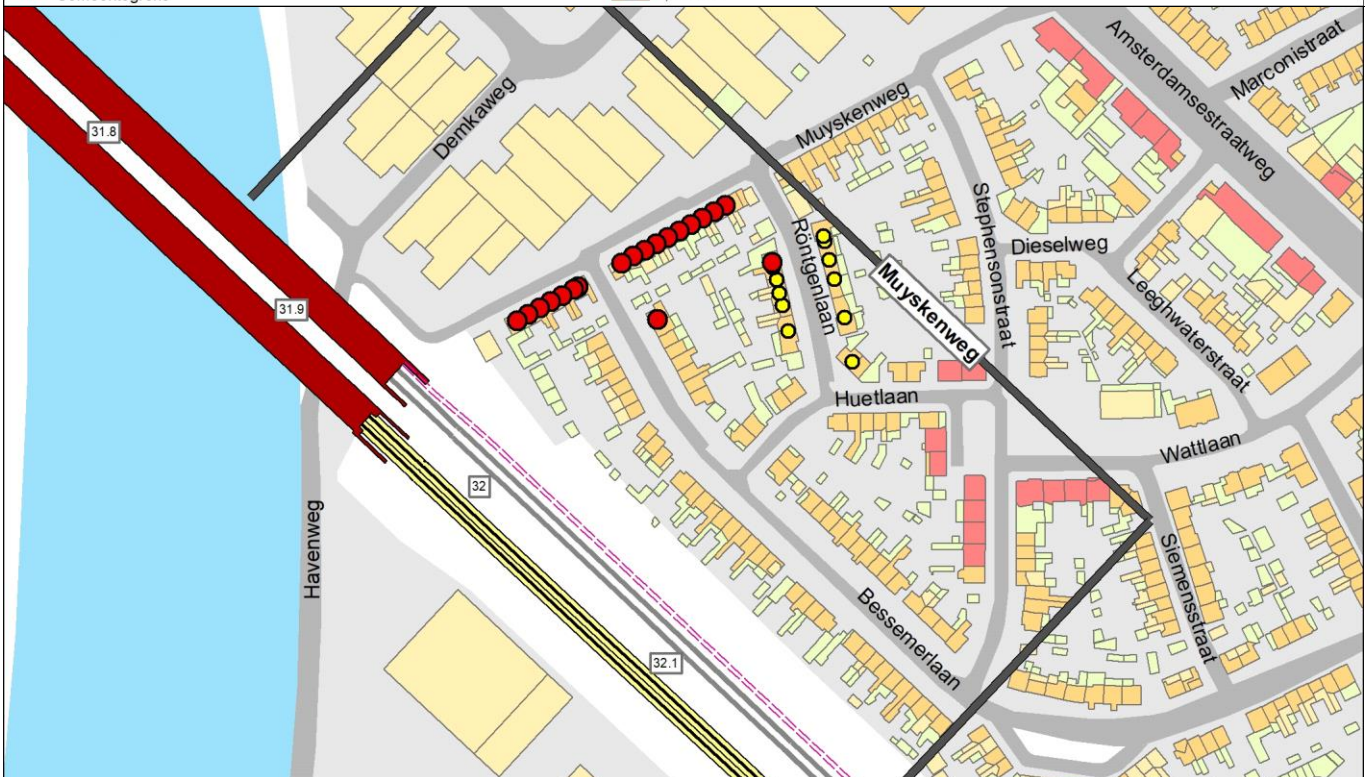 Amsterdamsestraatweg
Marconistraat
Demkaweg
Muyskenweg
31.8
Röntgenlaan
Stephensonstraat
Dieselweg
Leeghwaterstraat
Muyskenweg
31.9
Huetlaan
Wattlaan
32
Havenweg
Siemensstraat
Bessemerlaan
32.1